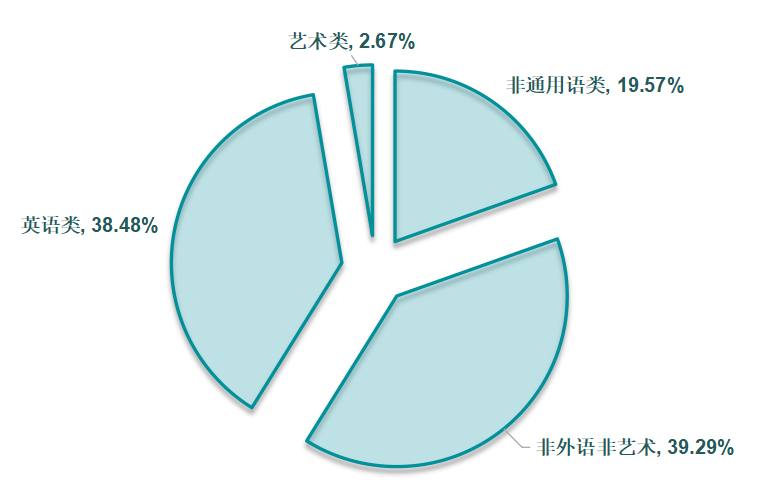 艺术类, 2.67%
非通用语类, 19.57%
英语类, 38.48%
非外语非艺术, 39.29%